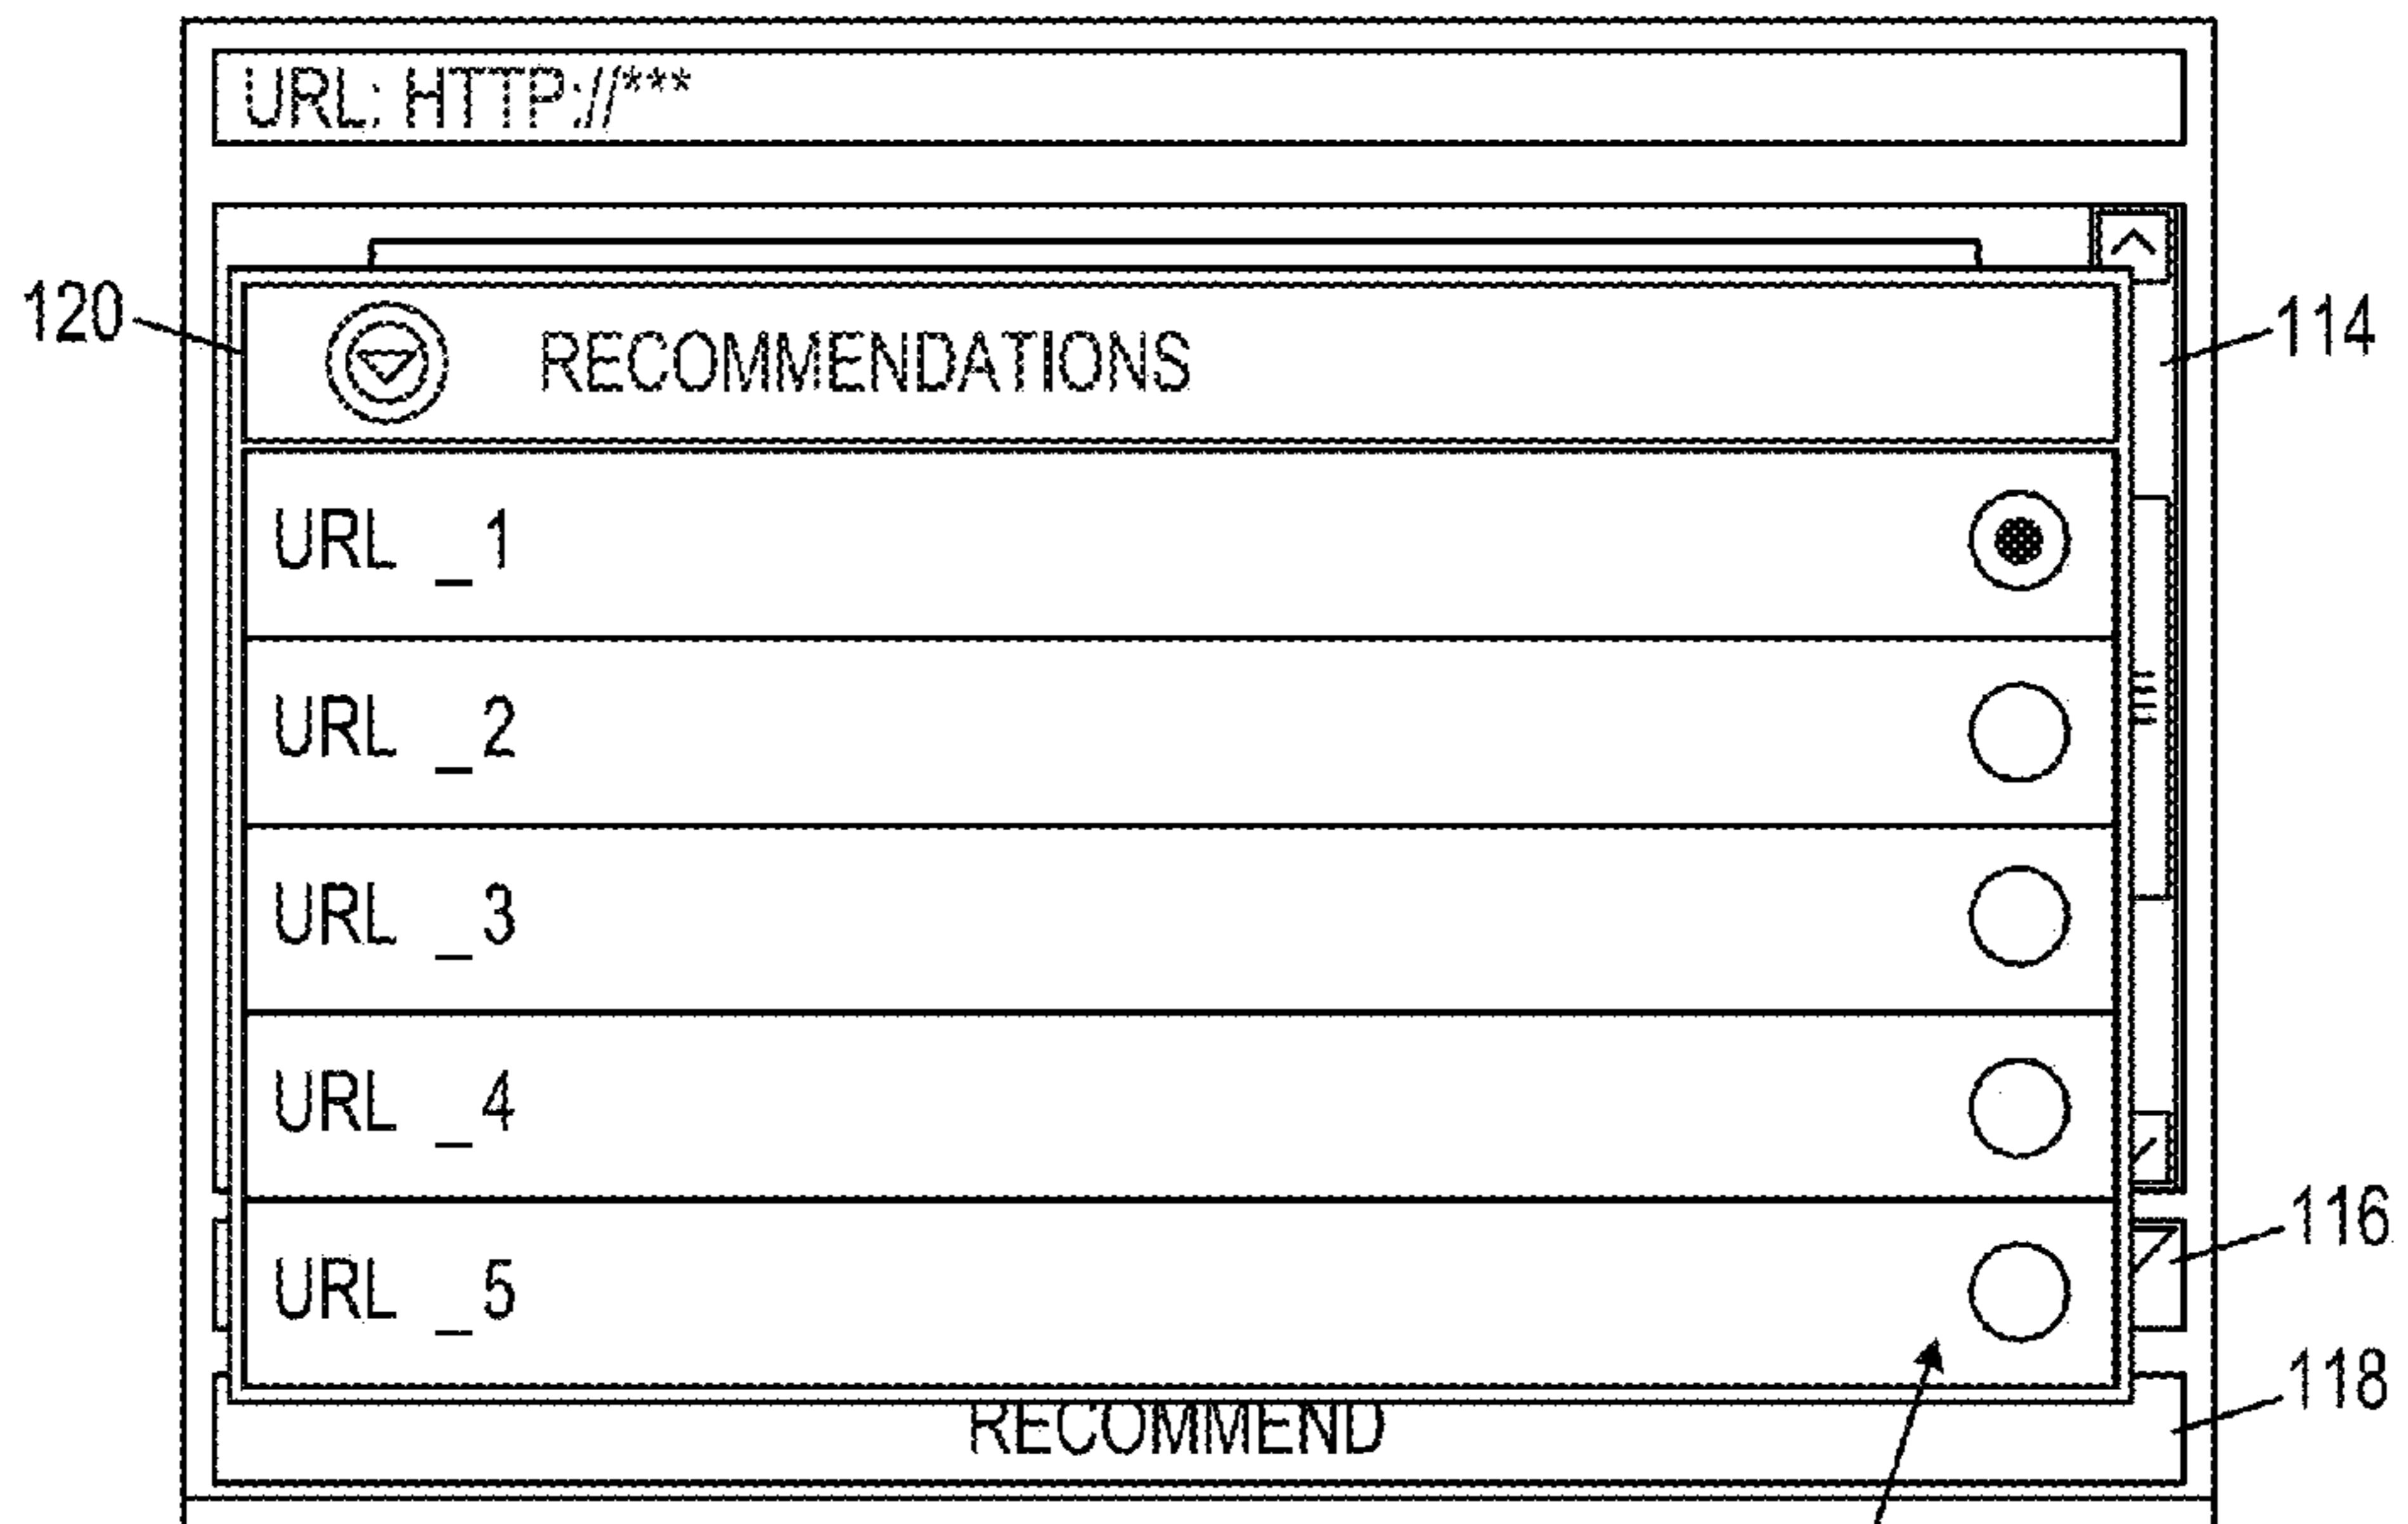 URL: HTTP://***
120
RECOMMENDATIONS
114
URL _1
URL _2
URL _3
URL _4
URL _5
116
118
RECOMMEND